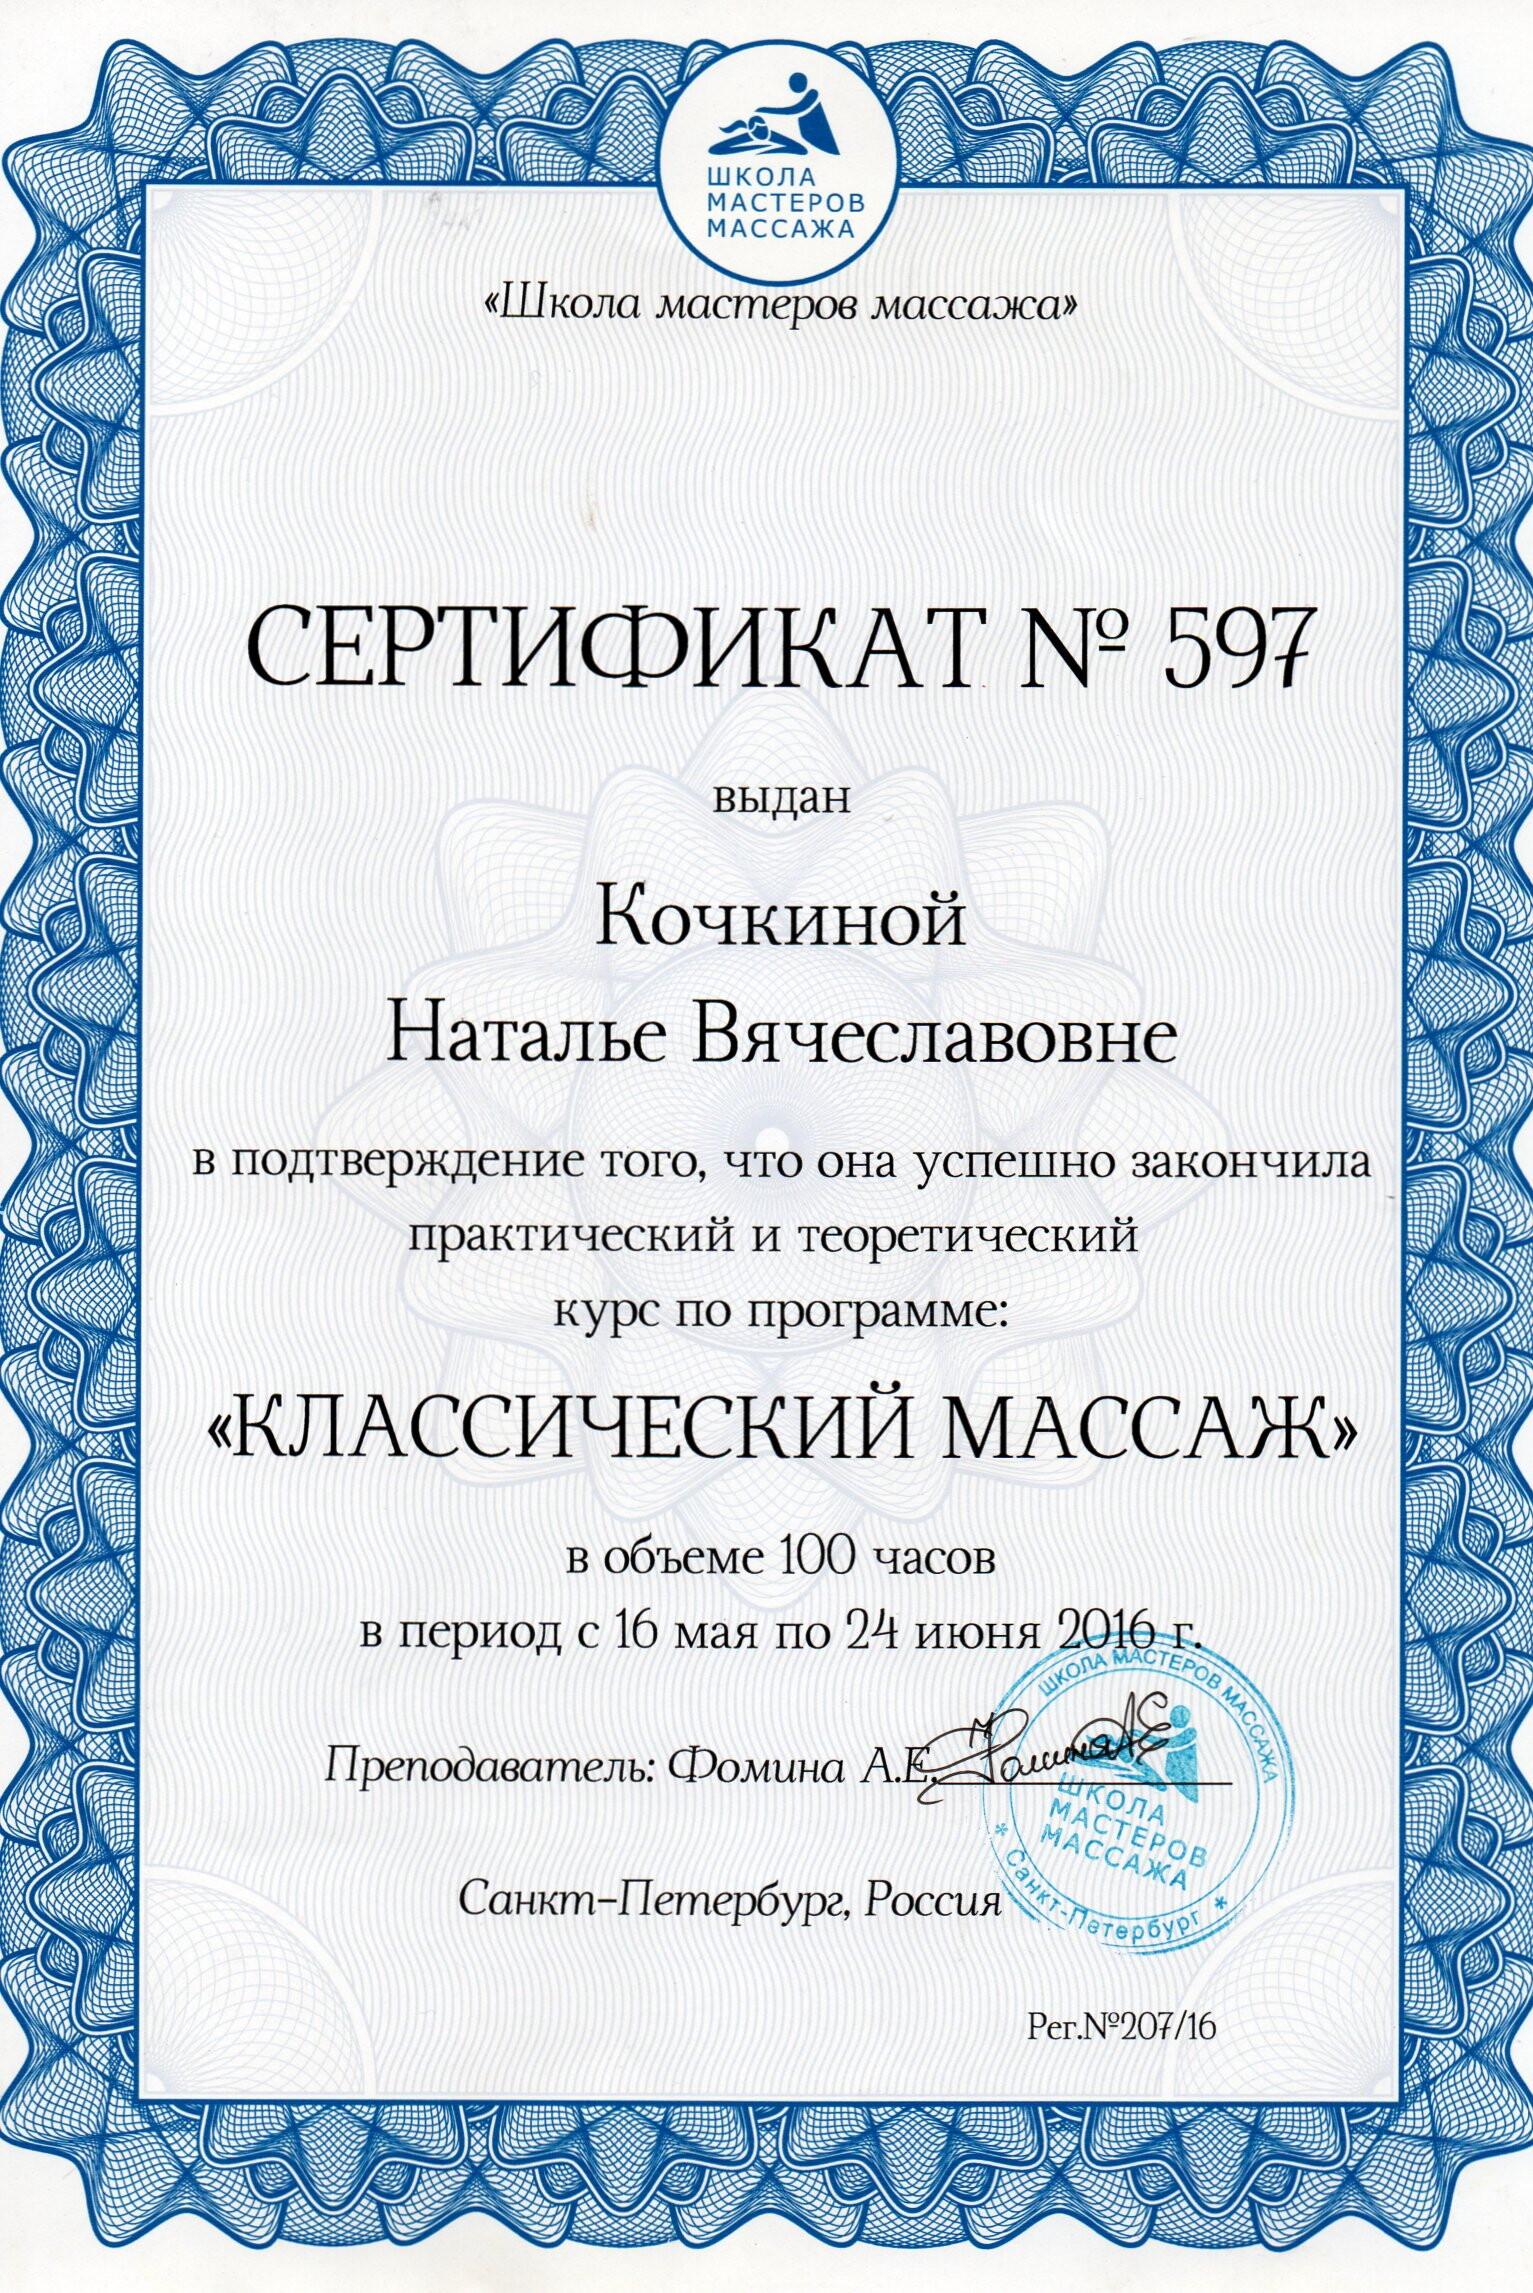 ШКОЛА
МАСТЕРОВ
МАССАЖА
«Школа мастеров массажа»
СЕРТИФИКАТ № 597
выдан
Кочкиной
Наталье Вячеславовне
в подтверждение того, что она успешно закончила
практический и теоретический
курс по программе:
«КЛАССИЧЕСКИЙ МАССАЖ»
в объеме 100 часов
в период с 16 мая по 24 июня 2016 г.
Преподаватель: Фомина А.Е. Фомина АЕ
ШКОЛА МАСТЕРОВ МАССАЖА
ШКОЛА
МАСТЕРОВ
МАССАЖА
* Санкт-Петербург *
Санкт-Петербург, Россия
Рег.№207/16